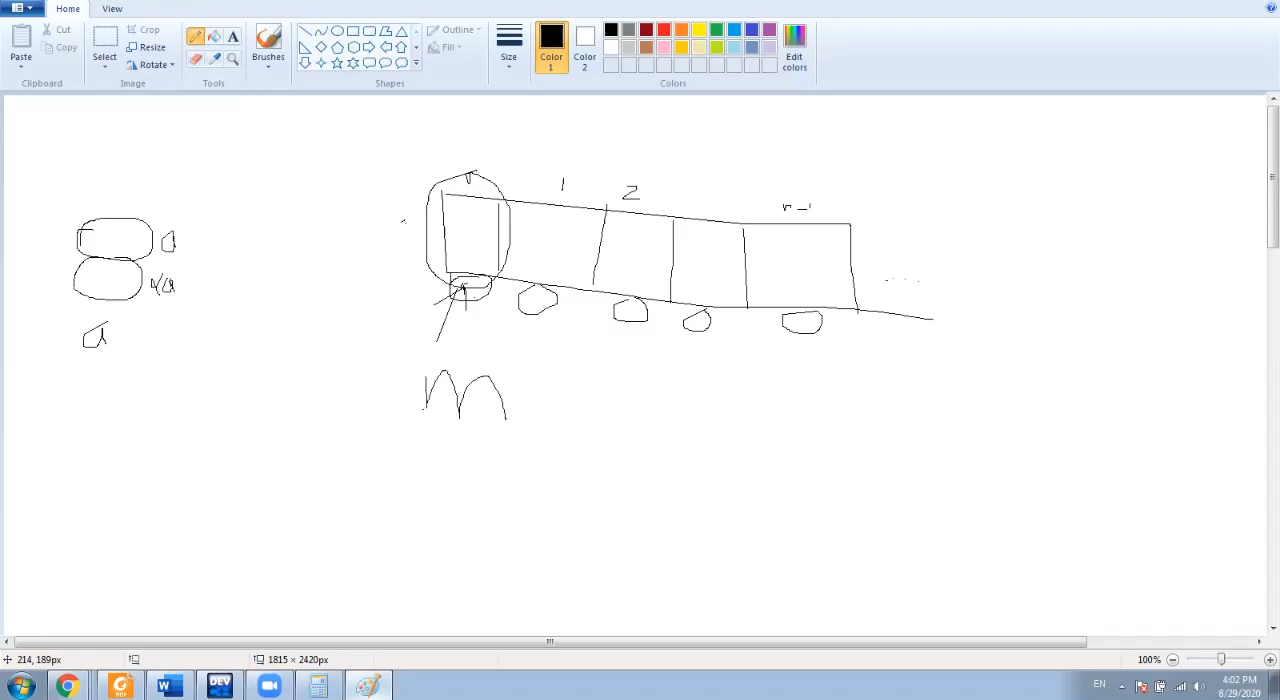 Home View
Cut
Copy
Paste
Clipboard
Crop
Resize
Rotate
Select
Image
Tools
Brushes
Shapes
Outline
Fill
Size
Color 1
Color 2
Edit colors
Colors
1
2
m
214, 189px
1815 × 2420px
100%
PDF
W
DEV
EN
4:02 PM
8/29/2020